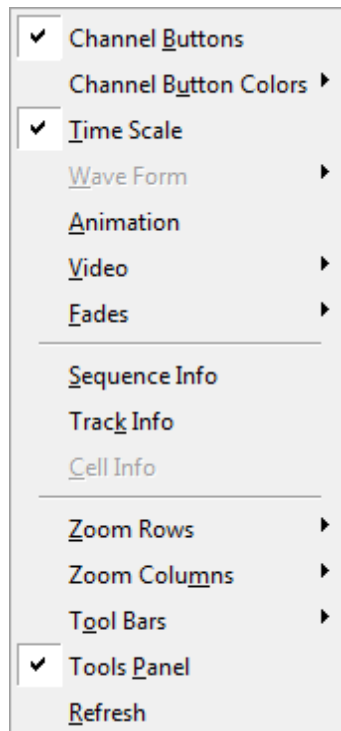 Channel Buttons
Channel Button Colors
Time Scale
Wave Form
Animation
Video
Fades
Sequence Info
Track Info
Cell Info
Zoom Rows
Zoom Columns
Tool Bars
Tools Panel
Refresh